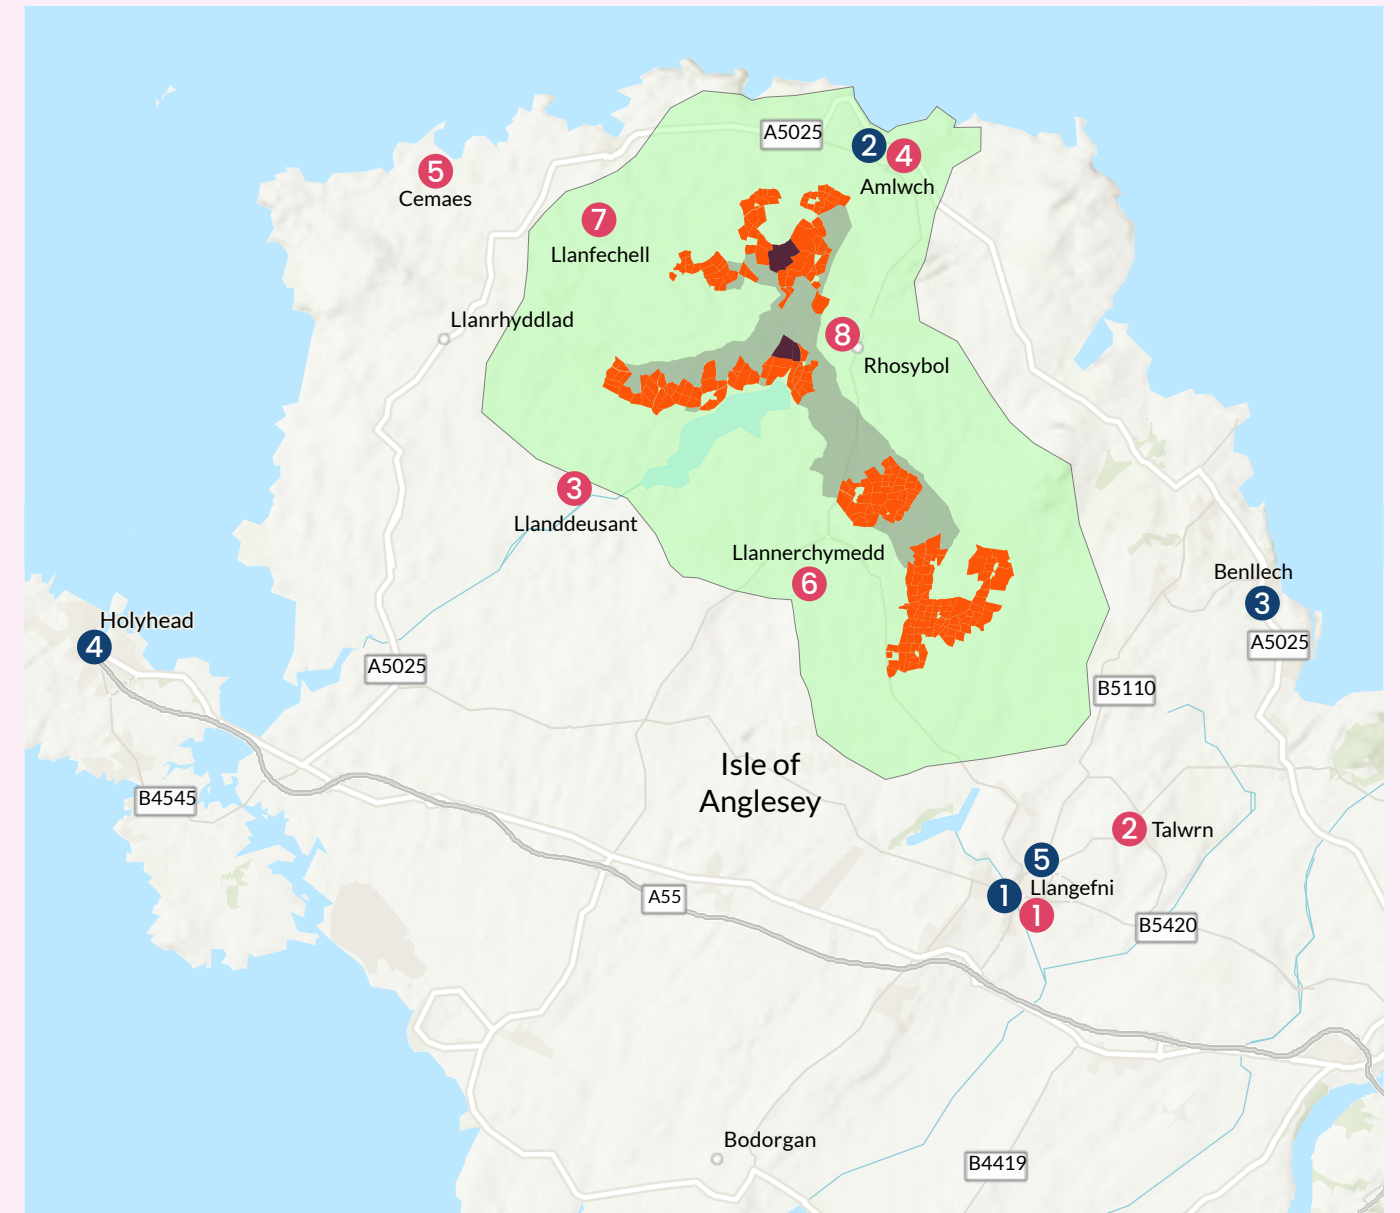 A5025
2
4
Amlwch
5
Cemaes
7
Llanfechell
Llanrhyddlad
8
Rhosybol
3
Llanddeusant
Llannerchymedd
6
Benllech
3
A5025
Holyhead
4
A5025
B5110
Isle of
Anglesey
B4545
2
Talwrn
5
1
Llangefni
1
A55
B5420
Bodorgan
B4419